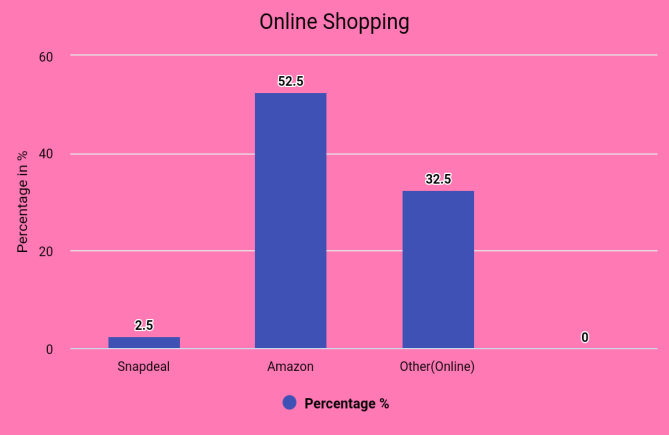 Online Shopping
60
40
20
0
Percentage in %
2.5
52.5
32.5
0
Snapdeal
Amazon
Other(Online)
Percentage %